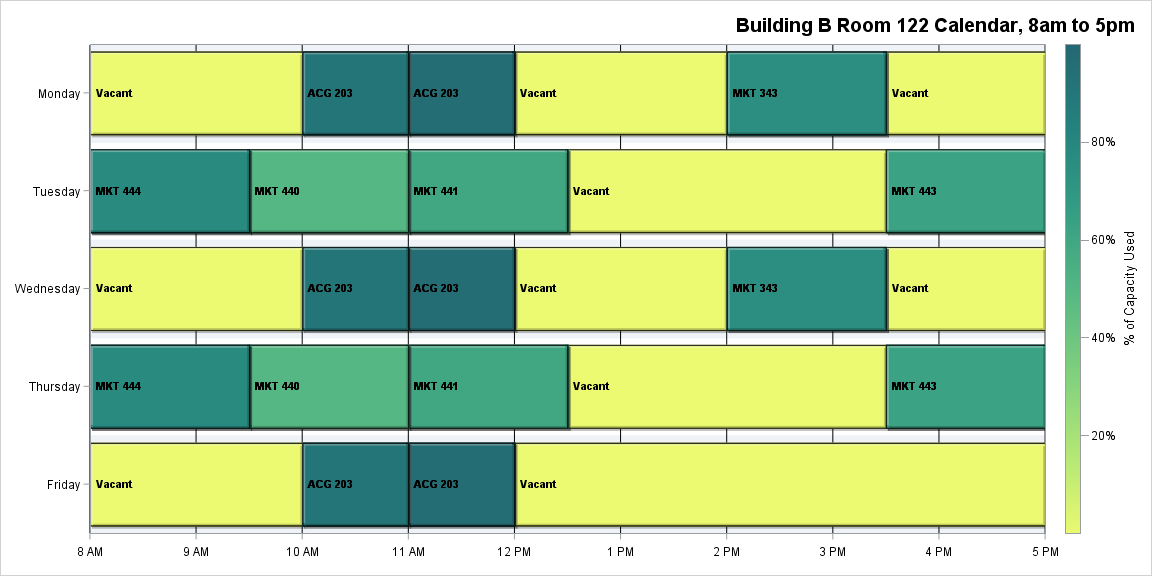 Building B Room 122 Calendar, 8am to 5pm
Monday
Vacant
ACG 203
ACG 203
Vacant
MKT 343
Vacant
Tuesday
MKT 444
MKT 440
MKT 441
Vacant
MKT 443
Wednesday
Vacant
ACG 203
ACG 203
Vacant
MKT 343
Vacant
Thursday
MKT 444
MKT 440
MKT 441
Vacant
MKT 443
Friday
Vacant
ACG 203
ACG 203
Vacant
8 AM
9 AM
10 AM
11 AM
12 PM
1 PM
2 PM
3 PM
4 PM
5 PM
80%
60%
40%
20%
% of Capacity Used